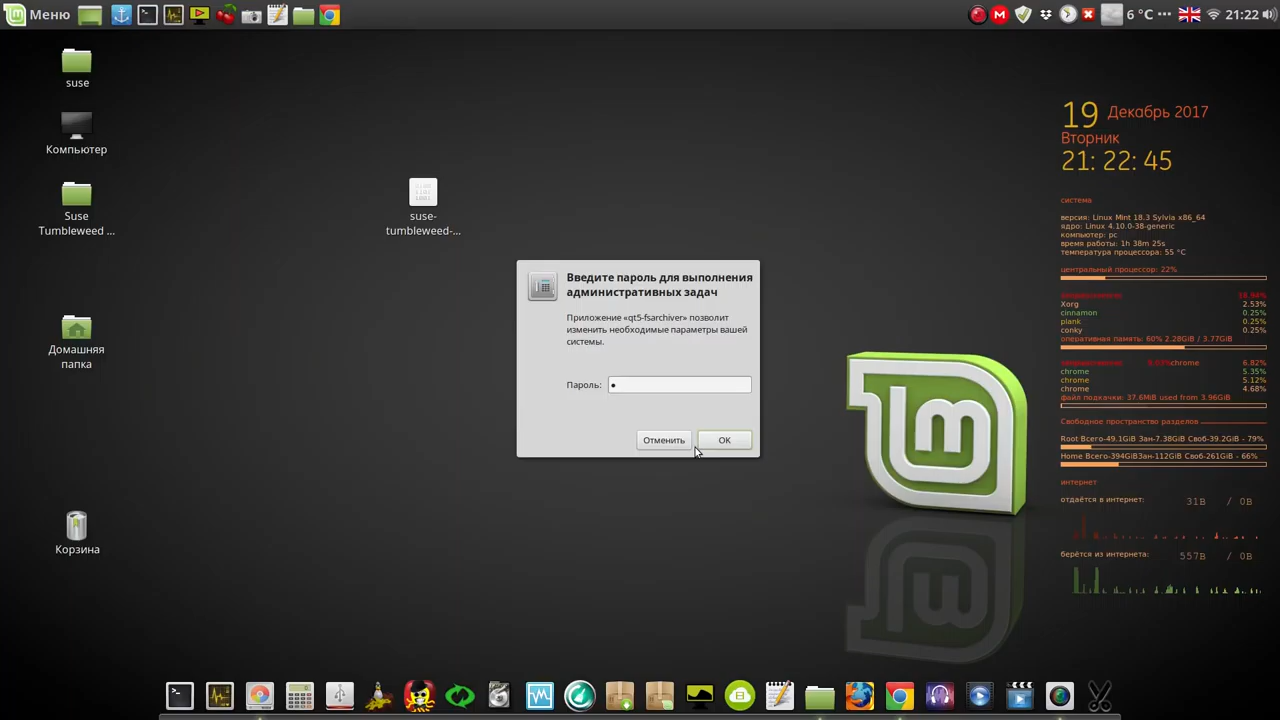 Меню
6 °C
21:22
suse
Компьютер
Suse
Tumbleweed ...
suse-
tumbleweed-...
Домашняя
папка
Корзина
Введите пароль для выполнения
административных задач
Приложение «qt5-fsarchiver» позволит
изменить необходимые параметры вашей
системы.
Пароль:
Отменить
OK
19 Декабрь 2017
Вторник
21: 22: 45
система
версия: Linux Mint 18.3 Sylvia x86_64
ядро: Linux 4.10.0-38-generic
компьютер: pc
время работы: 1h 38m 25s
температура процессора: 55 °C
центральный процессор: 22%
Xorg 2.53%
cinnamon 0.25%
plank 0.25%
conky 0.25%
оперативная память: 60% 2.28GiB / 3.77GiB
chrome 6.82%
chrome 5.35%
chrome 5.12%
chrome 4.68%
файл подкачки: 37.6MiB used from 3.96GiB
Свободное пространство разделов
Root Всего-49.1GiB Зан-7.38GiB Своб-39.2GiB - 79%
Home Всего-394GiBЗан-112GiB Своб-261GiB - 66%
интернет
отдаётся в интернет: 31B / 0B
берётся из интернета: 557B / 0B